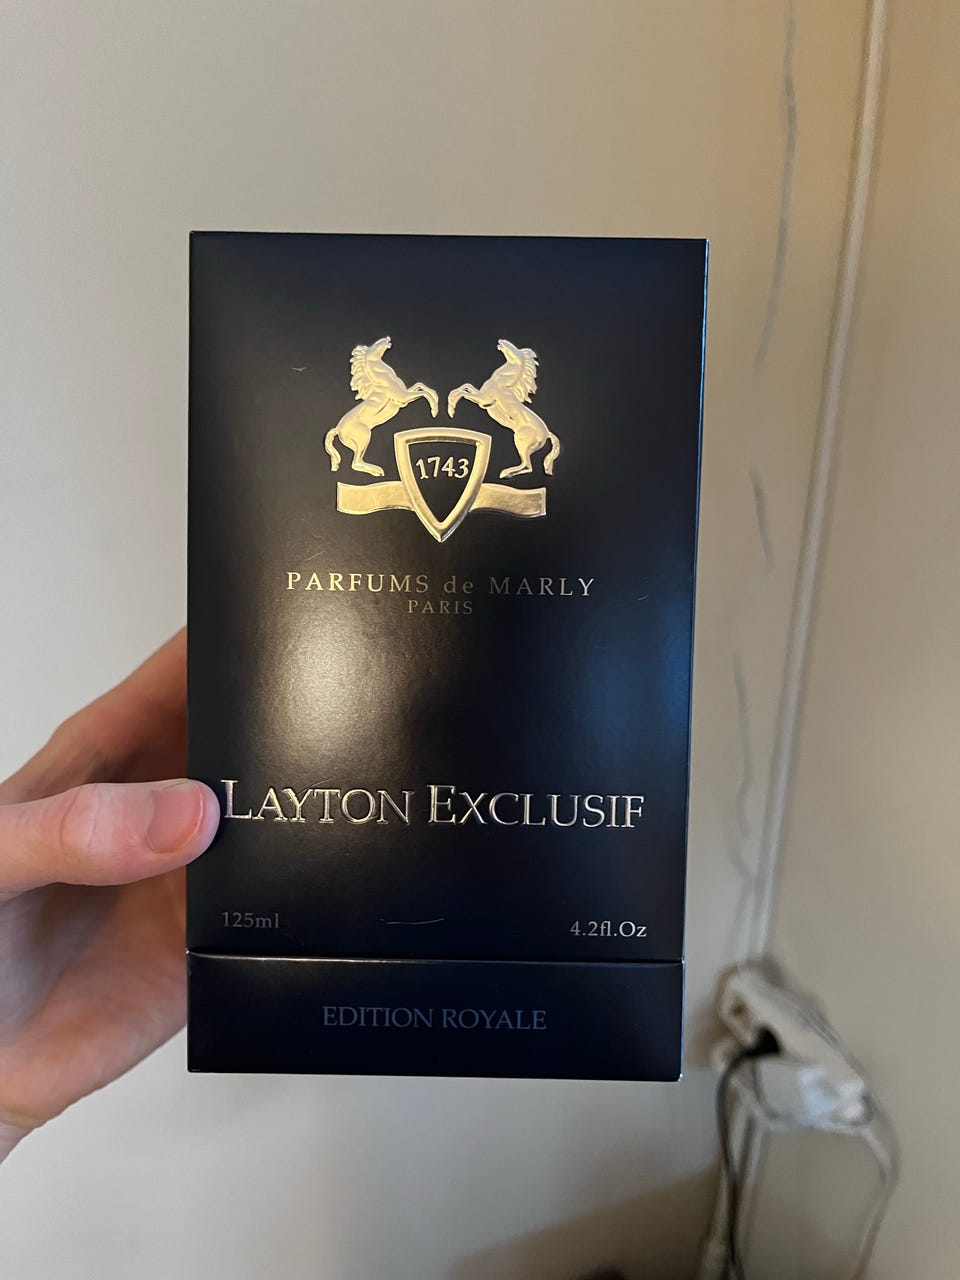 1743
PARFUMS de MARLY
PARIS
LAYTON EXCLUSIF
125ml 4.2fl.Oz
EDITION ROYALE